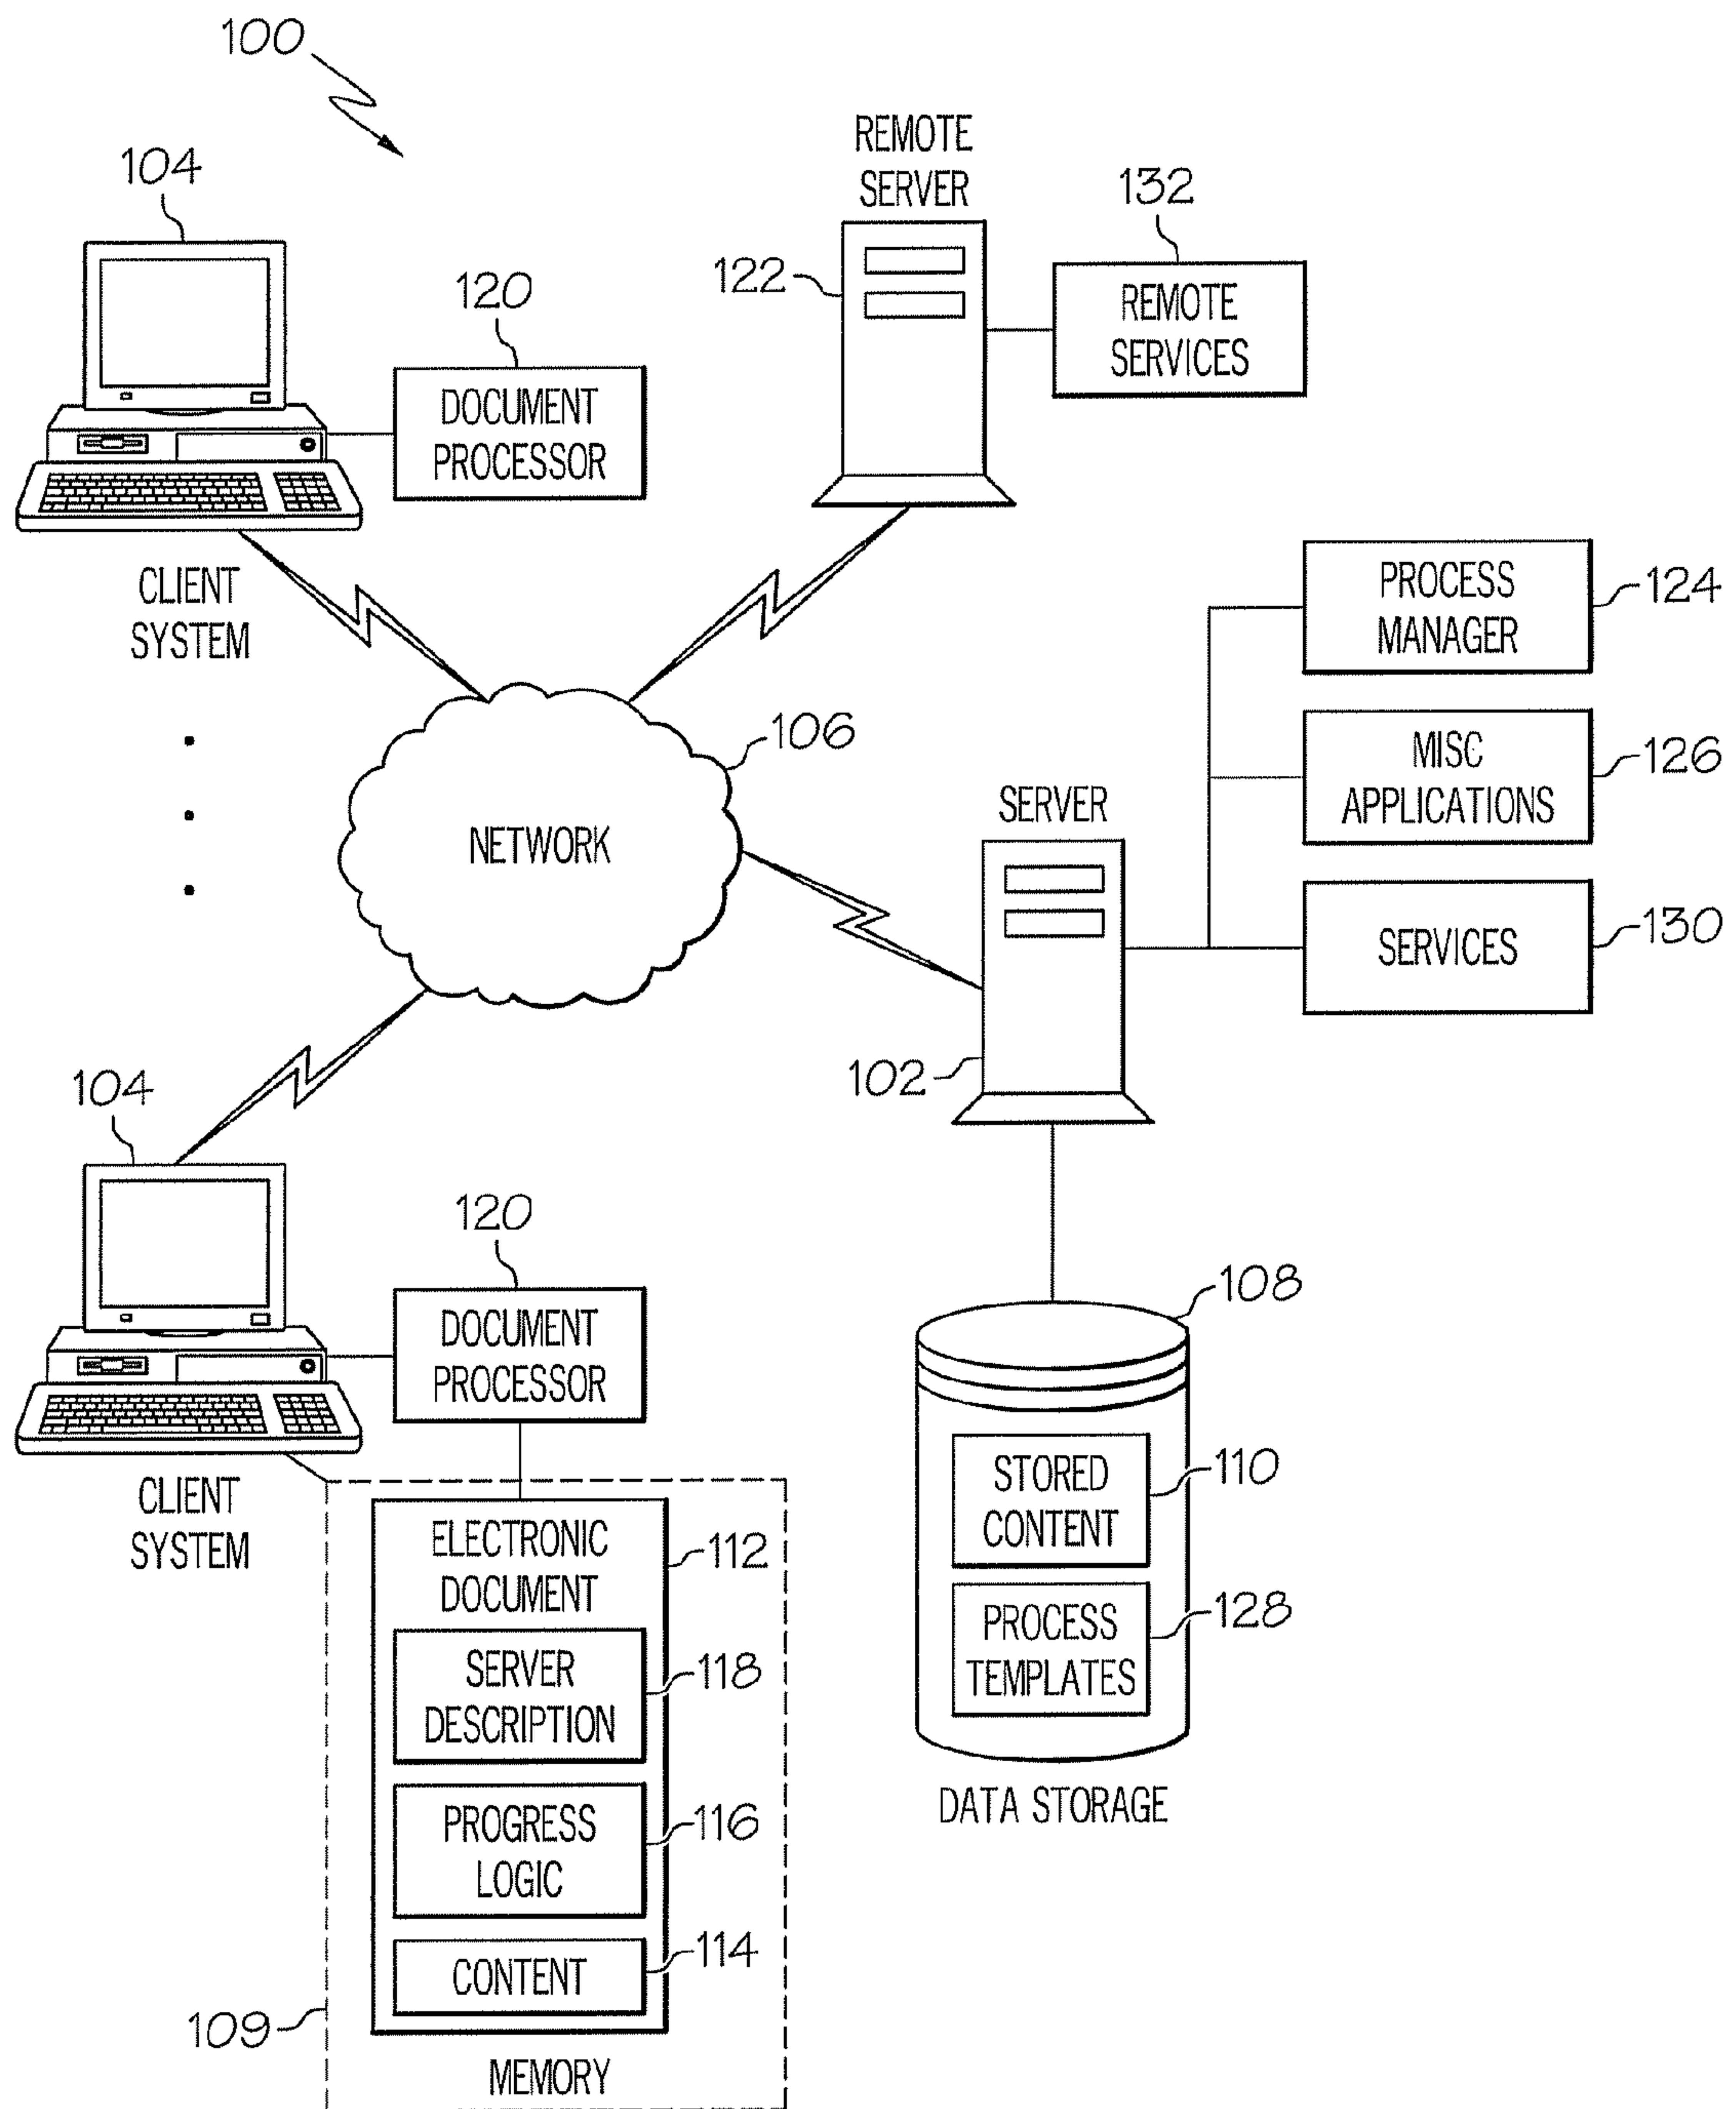 100
104
REMOTE
SERVER
132
122
REMOTE
SERVICES
120
DOCUMENT
PROCESSOR
CLIENT
SYSTEM
PROCESS
MANAGER
124
106
MISC
APPLICATIONS
126
NETWORK
SERVER
SERVICES
130
102
104
120
DOCUMENT
PROCESSOR
108
CLIENT
SYSTEM
STORED
CONTENT
110
PROCESS
TEMPLATES
128
DATA STORAGE
ELECTRONIC
DOCUMENT
112
SERVER
DESCRIPTION
118
PROGRESS
LOGIC
116
CONTENT
114
109
MEMORY